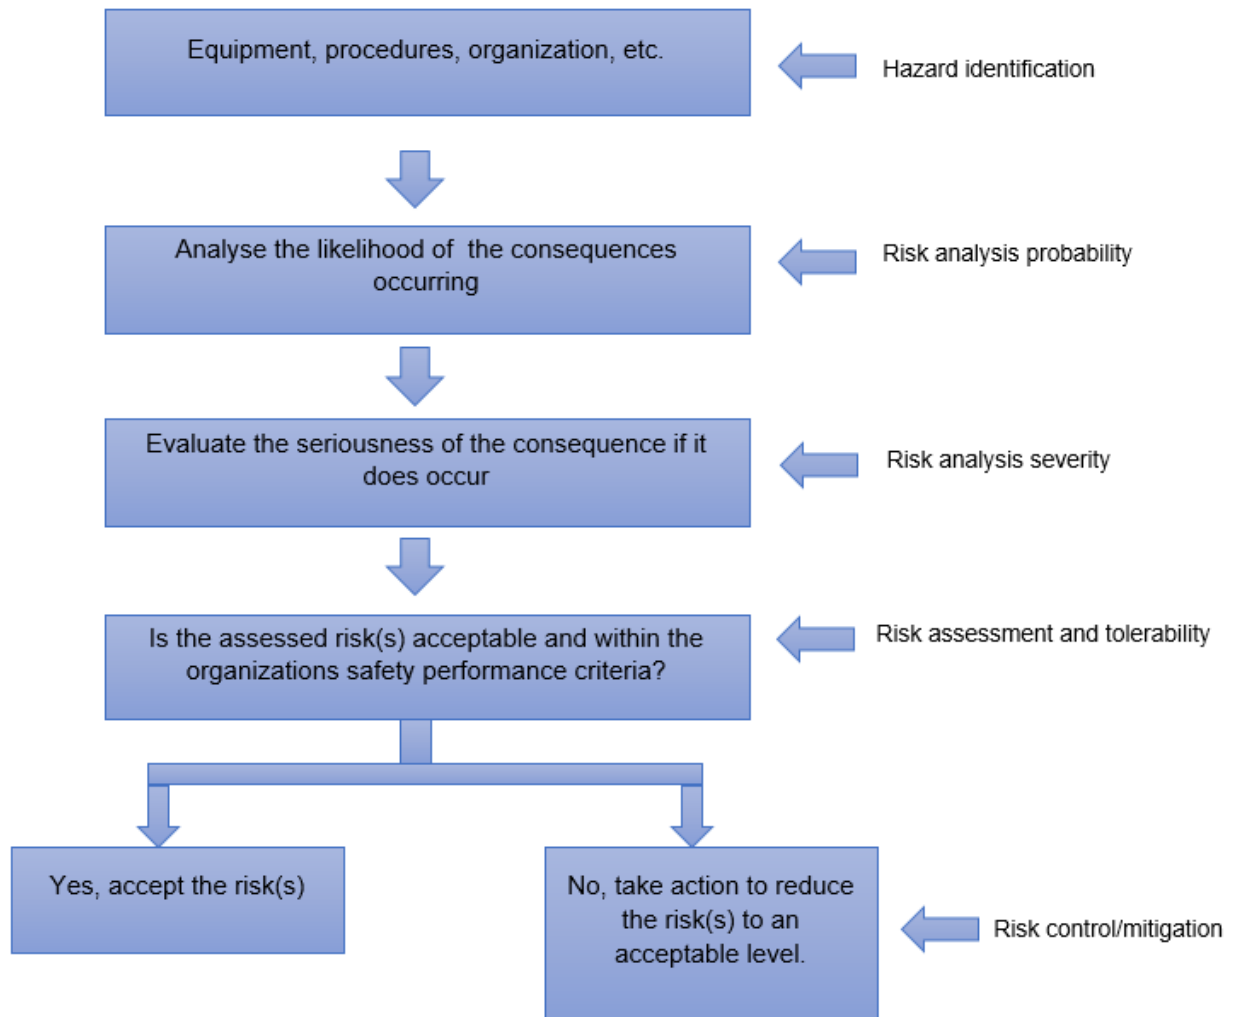 Equipment, procedures, organization, etc.
Hazard identification
Analyse the likelihood of the consequences
occurring
Risk analysis probability
Evaluate the seriousness of the consequence if it
does occur
Risk analysis severity
Is the assessed risk(s) acceptable and within the
organizations safety performance criteria?
Risk assessment and tolerability
Yes, accept the risk(s)
No, take action to reduce
the risk(s) to an
acceptable level.
Risk control/mitigation